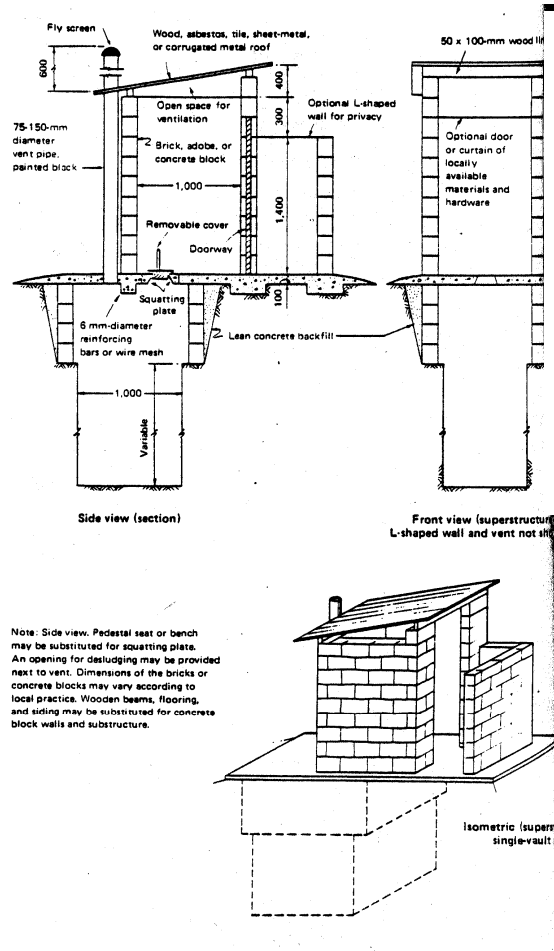 Fly screen
Wood, asbestos, tile, sheet-metal,
or corrugated metal roof
50 x 100-mm wood
600
400
Open space for
ventilation
300
Optional L-shaped
wall for privacy
75-150-mm
diameter
vent pipe,
painted black
Brick, adobe, or
concrete block
Optional door
or curtain of
locally
available
materials and
hardware
1,000
1,400
Removable cover
Doorway
Squatting
plate
100
6 mm-diameter
reinforcing
bars or wire mesh
Lean concrete backfill
1,000
Variable
Side view (section)
Front view
L-shaped wall and vent not
Note: Side view. Pedestal seat or bench
may be substituted for squatting plate.
An opening for desludging may be provided
next to vent. Dimensions of the bricks or
concrete blocks may vary according to
local practice. Wooden beams, flooring,
and siding may be substituted for concrete
block walls and substructure.
Isometric
single-vault